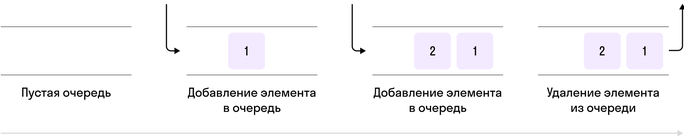 1
2 1
2 1
Пустая очередь
Добавление элемента
в очередь
Добавление элемента
в очередь
Удаление элемента
из очереди